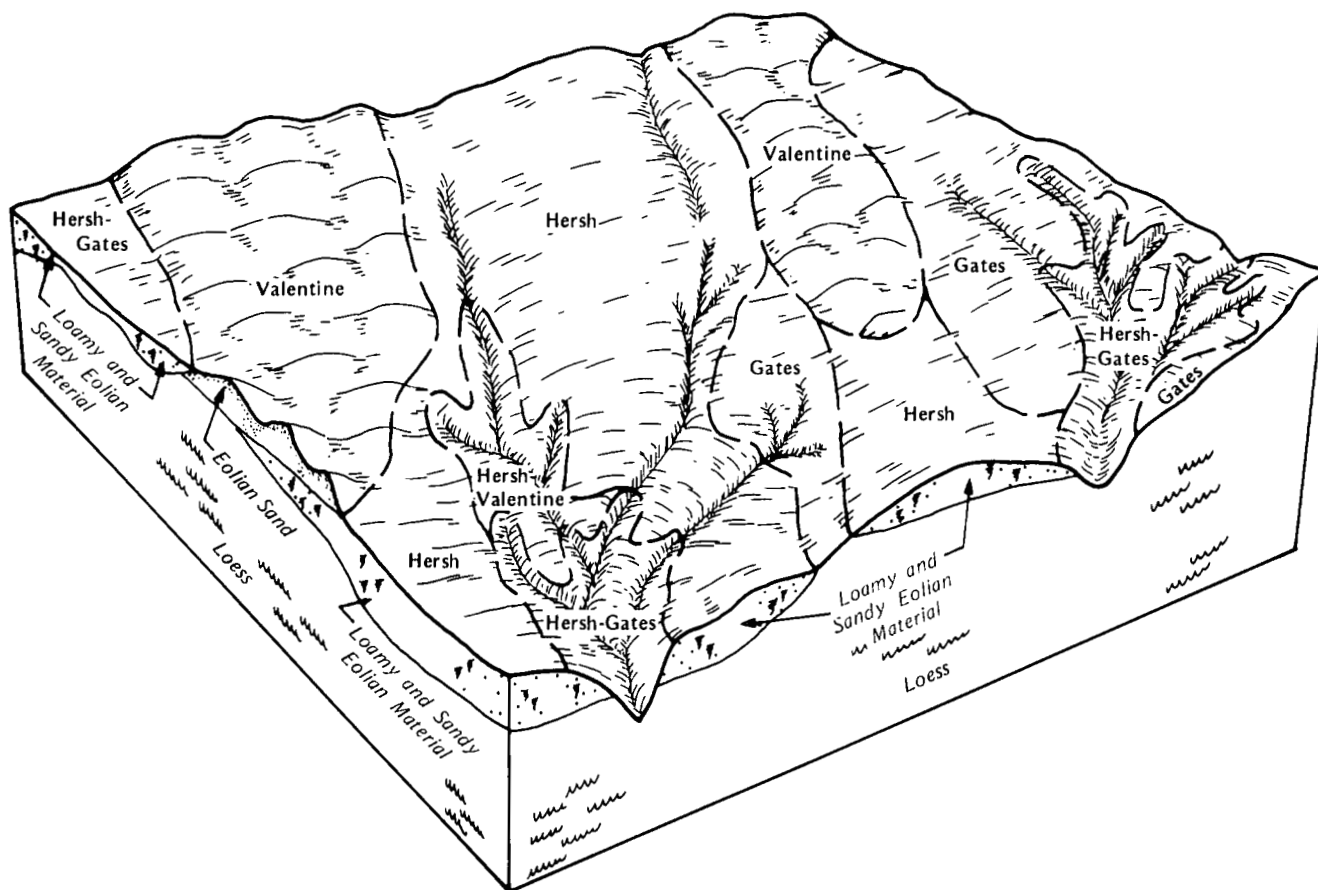 Valentine
Hersh-
Gates
Hersh
Valentine
Gates
Hersh-
Gates
Gates
Gates
Hersh
Hersh-
Valentine
Hersh
Hersh-Gates
Loamy and
Sandy Eolian
Material
Eolian Sand
Loess
Loamy and Sandy
Eolian Material
Loamy and
Sandy Eolian
Material
Loess